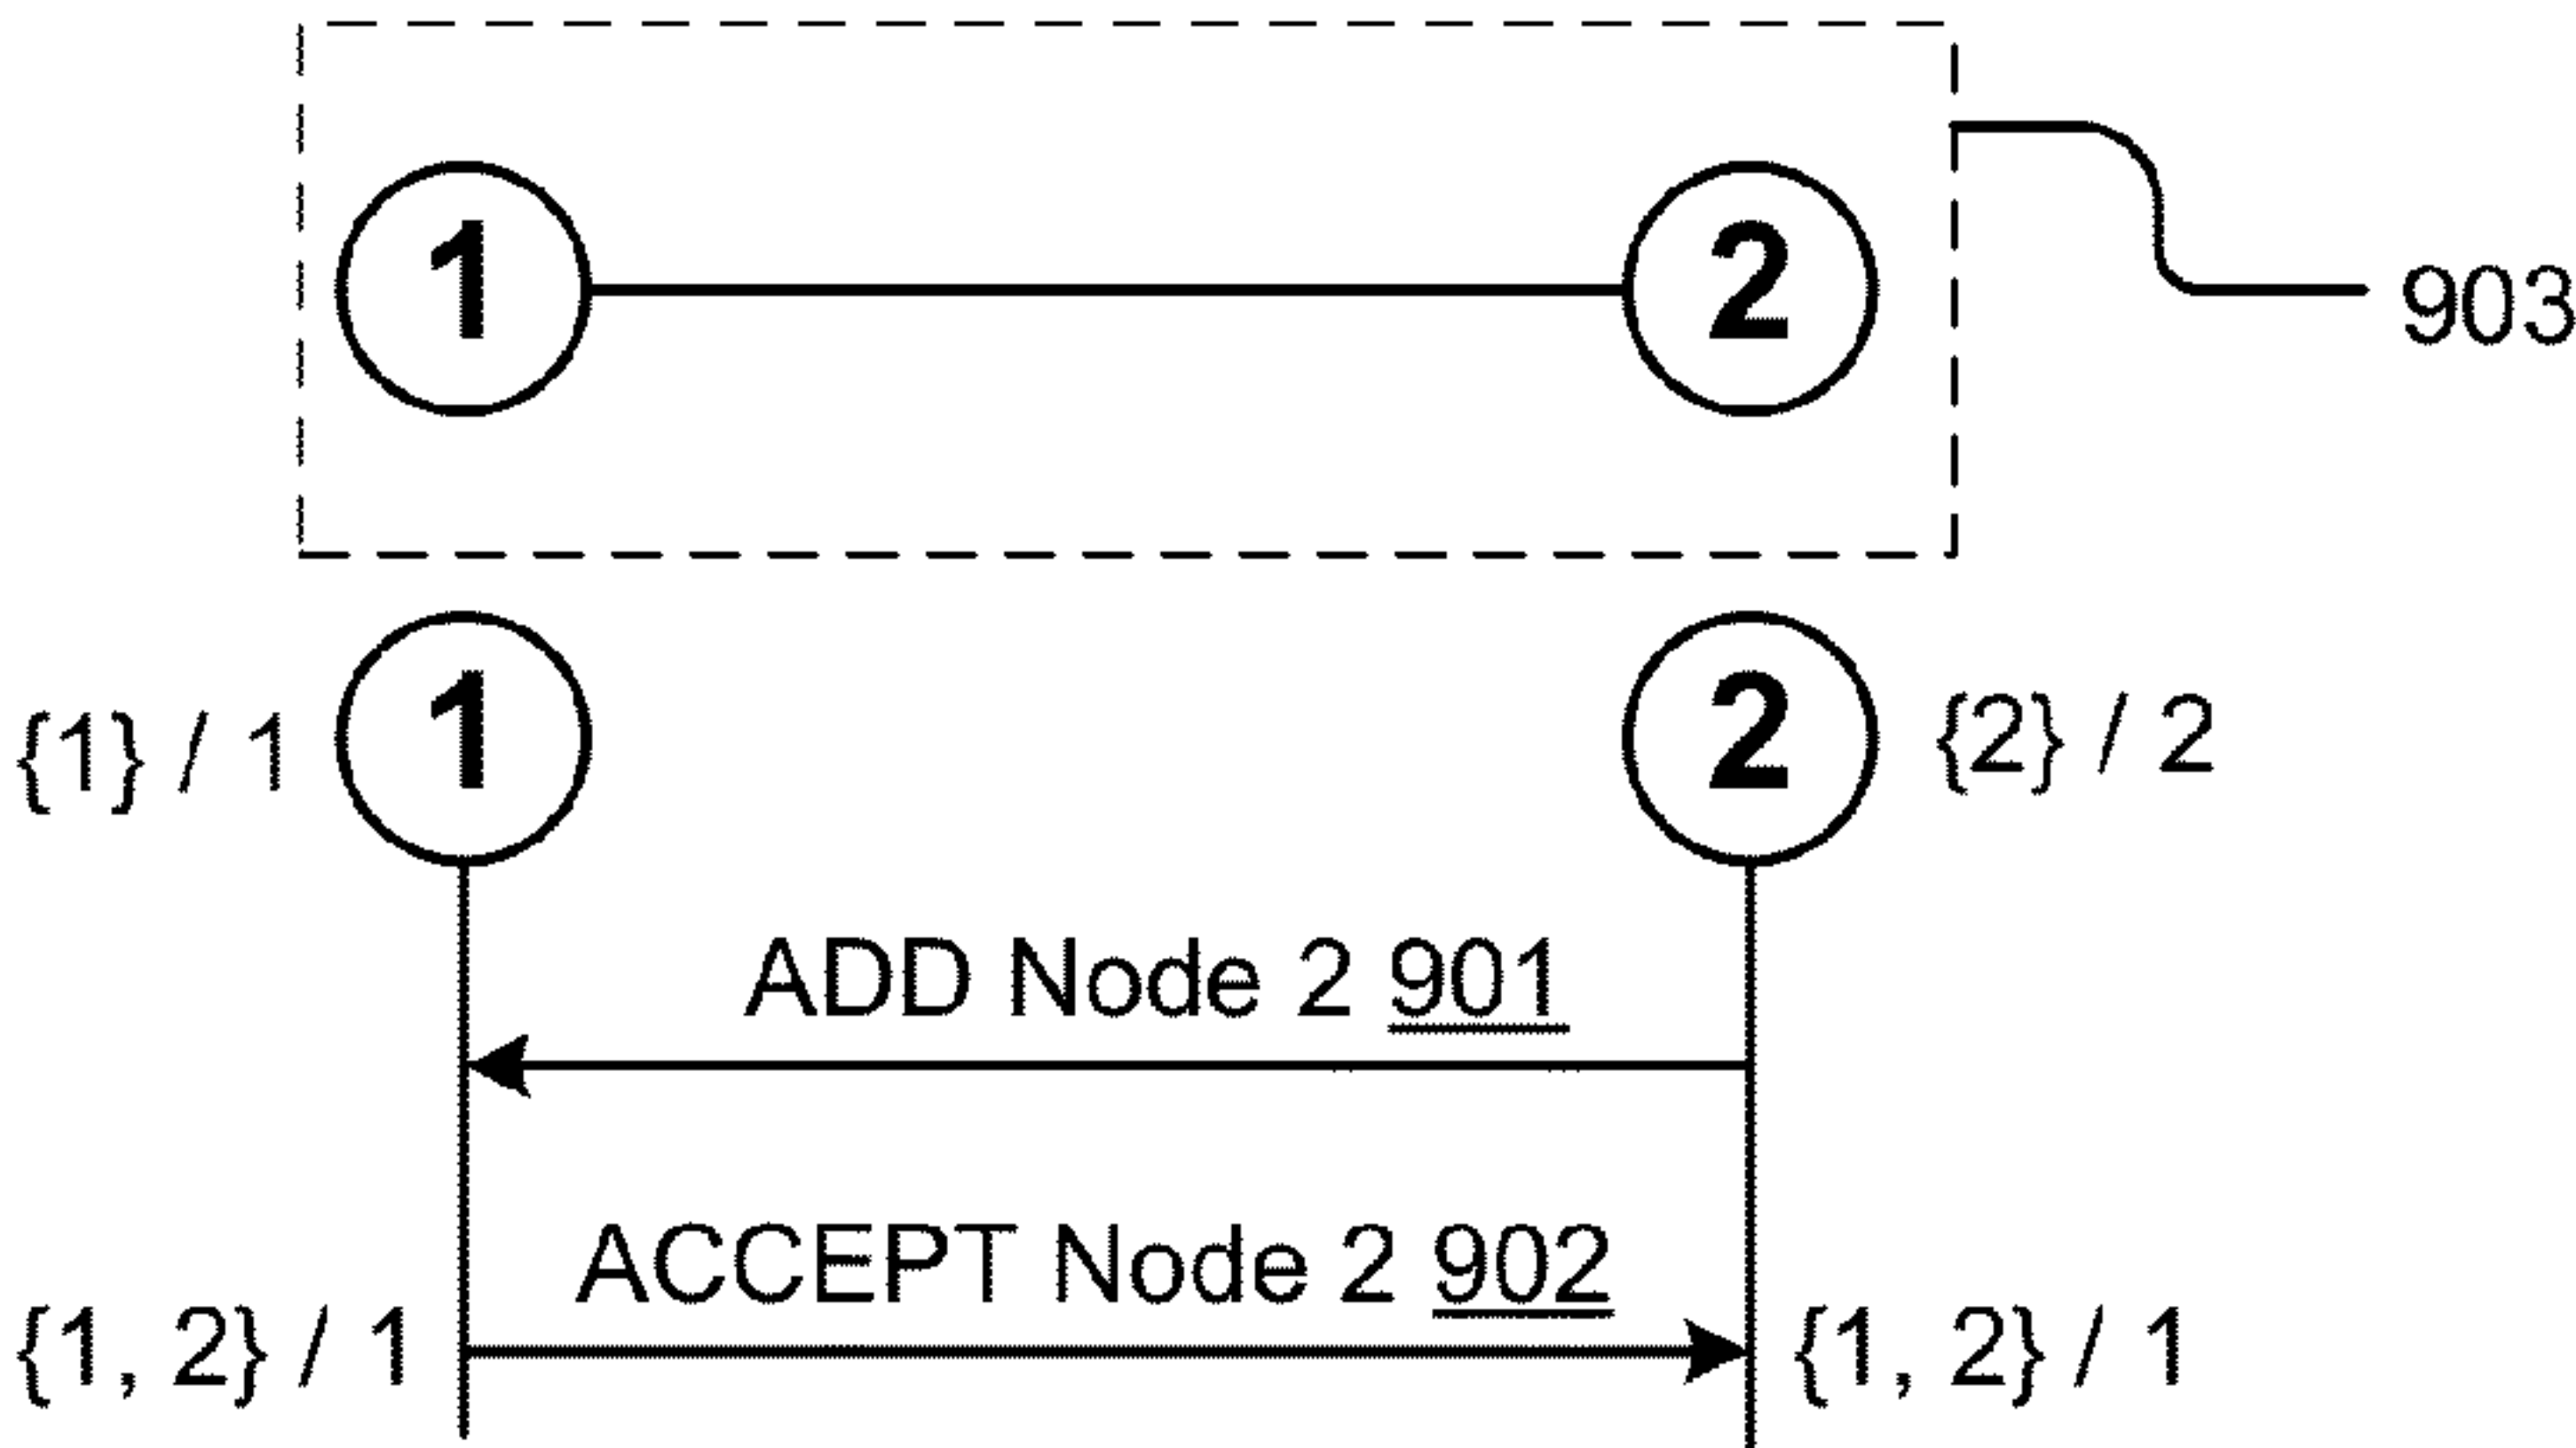 1
2
903
{1} / 1
1
2
{2} / 2
ADD Node 2 901
ACCEPT Node 2 902
{1, 2} / 1
{1, 2} / 1